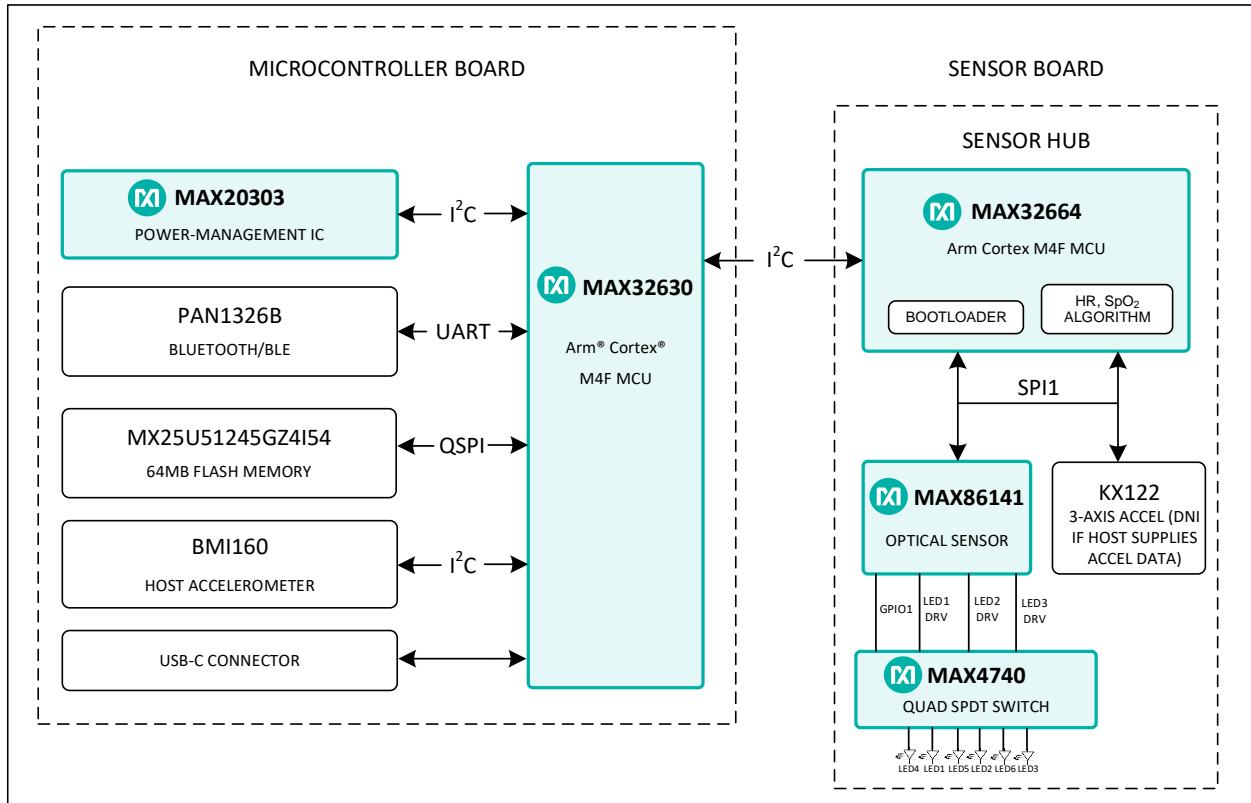 MICROCONTROLLER BOARD
MAX20303
POWER-MANAGEMENT IC
I²C
PAN1326B
BLUETOOTH/BLE
UART
MX25U51245GZ4I54
64MB FLASH MEMORY
QSPI
BMI160
HOST ACCELEROMETER
I²C
USB-C CONNECTOR
MAX32630
Arm® Cortex®
M4F MCU
I²C
SENSOR BOARD
SENSOR HUB
MAX32664
Arm Cortex M4F MCU
BOOTLOADER
HR, SpO₂
ALGORITHM
SPI1
MAX86141
OPTICAL SENSOR
KX122
3-AXIS ACCEL (DNI
IF HOST SUPPLIES
ACCEL DATA)
GPIO1
LED1
DRV
LED2
DRV
LED3
DRV
MAX4740
QUAD SPDT SWITCH
LED4 LED1 LED5 LED2 LED6 LED3